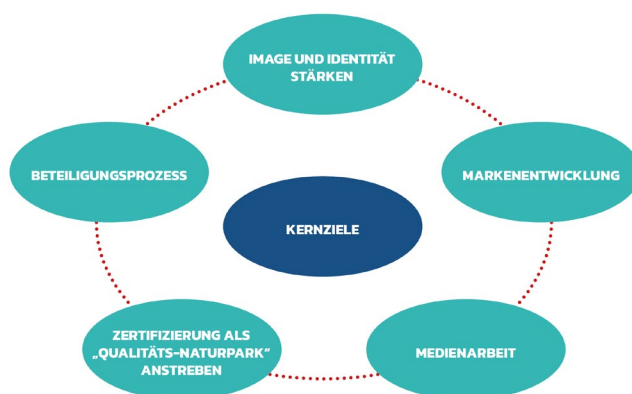 IMAGE UND IDENTITÄT
STÄRKEN
BETEILIGUNGSPROZESS
MARKENENTWICKLUNG
KERNZIELE
ZERTIFIZIERUNG ALS
„QUALITÄTS-NATURPARK“
ANSTREBEN
MEDIENARBEIT